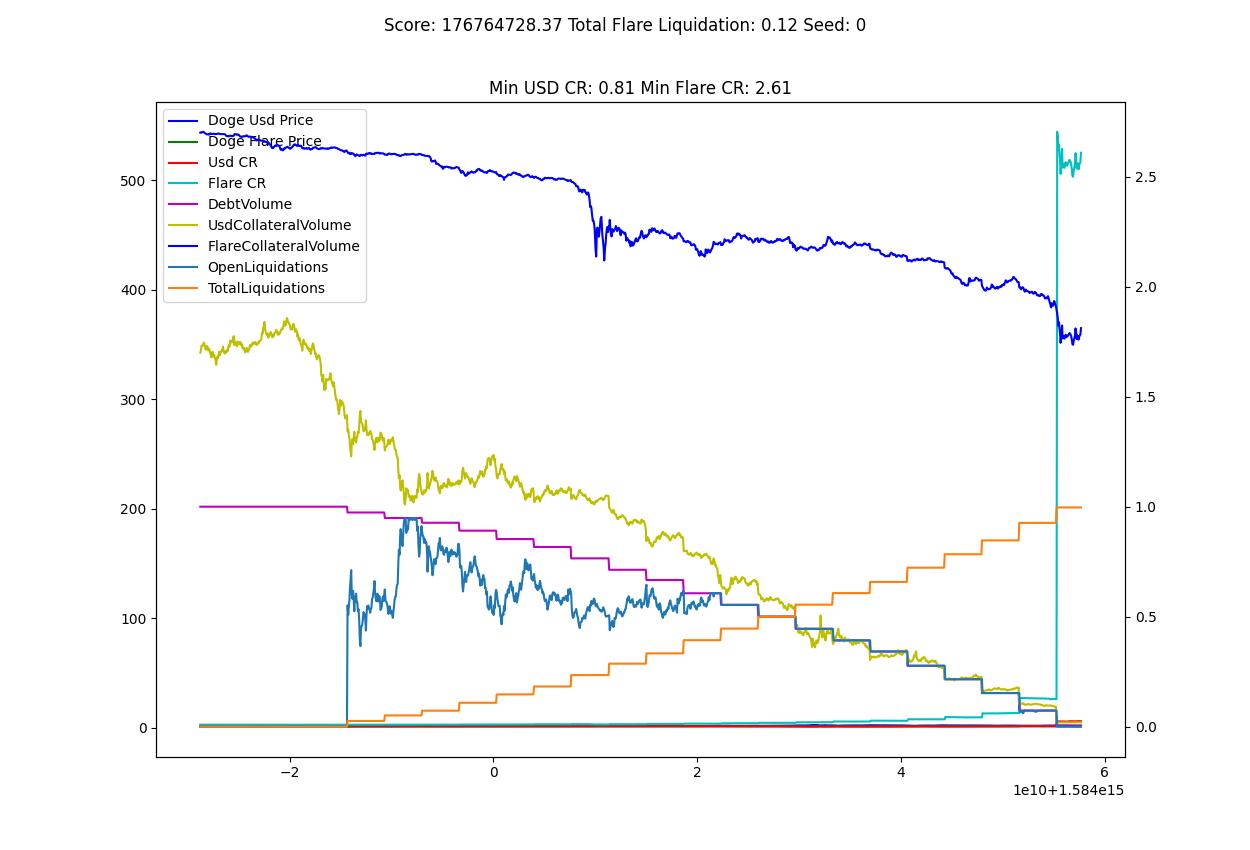 Score: 176764728.37 Total Flare Liquidation: 0.12 Seed: 0
Min USD CR: 0.81 Min Flare CR: 2.61
Doge Usd Price
Doge Flare Price
Usd CR
Flare CR
DebtVolume
UsdCollateralVolume
FlareCollateralVolume
OpenLiquidations
TotalLiquidations
500
400
300
200
100
0
2.5
2.0
1.5
1.0
0.5
0.0
−2
0
2
4
6
1e10+1.584e15